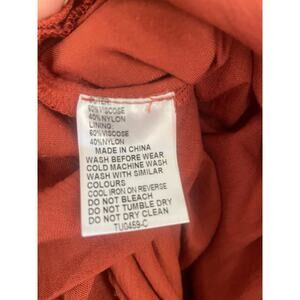 OUTER:
60% VISCOSE
40% NYLON
LINING:
60% VISCOSE
40% NYLON
MADE IN CHINA
WASH BEFORE WEAR
COLD MACHINE WASH
WASH WITH SIMILAR
COLOURS
COOL IRON ON REVERSE
DO NOT BLEACH
DO NOT TUMBLE DRY
DO NOT DRY CLEAN
TU0459-C